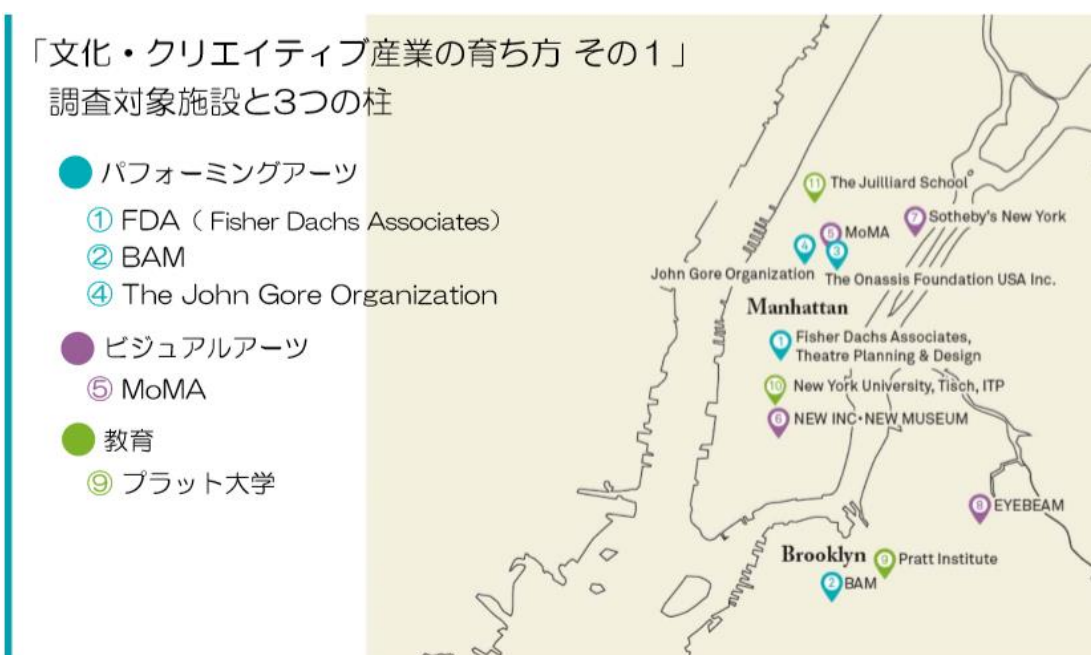 「文化・クリエイティブ産業の育ち方 その１」
調査対象施設と3つの柱
パフォーミングアーツ
① FDA（Fisher Dachs Associates）
② BAM
④ The John Gore Organization
ビジュアルアーツ
⑤ MoMA
教育
⑨ プラット大学
11 The Juilliard School
7 Sotheby's New York
5 MoMA
4
3
John Gore Organization
The Onassis Foundation USA Inc.
Manhattan
1 Fisher Dachs Associates,
Theatre Planning & Design
10 New York University, Tisch, ITP
6 NEW INC・NEW MUSEUM
8 EYEBEAM
Brooklyn
9 Pratt Institute
2 BAM